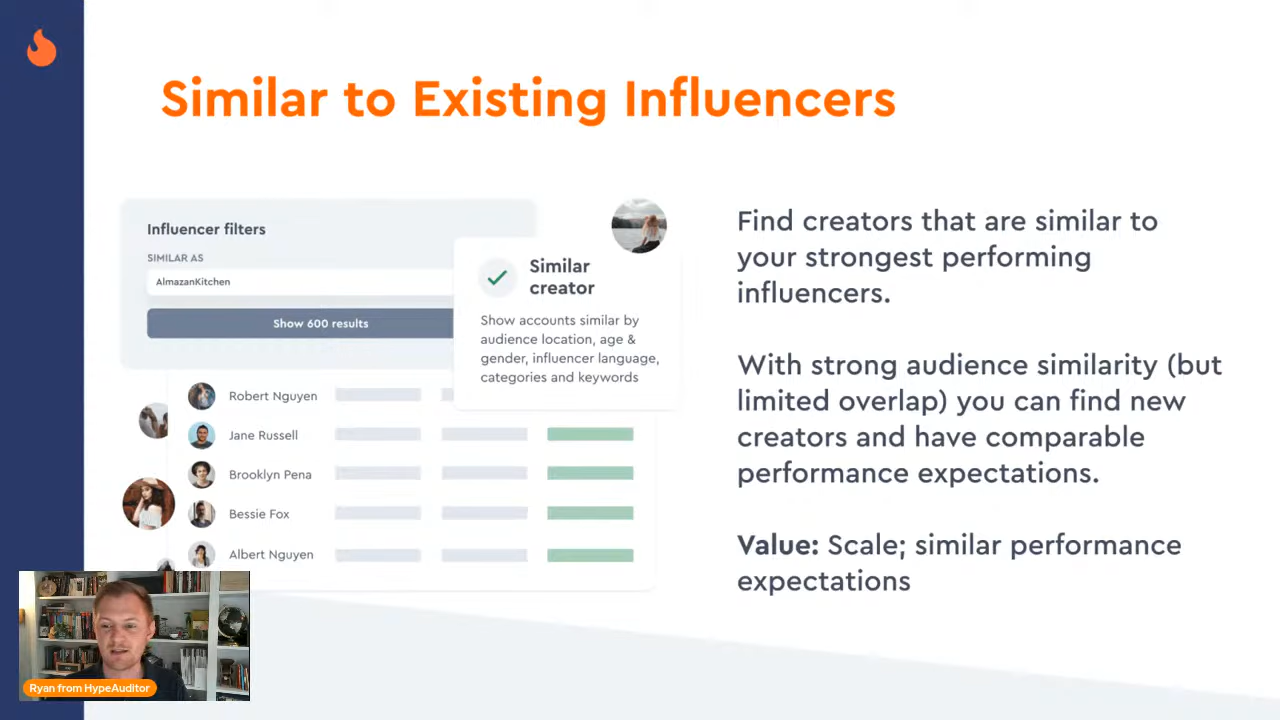 Similar to Existing Influencers
Influencer filters
SIMILAR AS
AlmazanKitchen
Show 600 results
Similar
creator
Show accounts similar by
audience location, age &
gender, influencer language,
categories and keywords
Robert Nguyen
Jane Russell
Brooklyn Pena
Bessie Fox
Albert Nguyen
Find creators that are similar to
your strongest performing
influencers.
With strong audience similarity (but
limited overlap) you can find new
creators and have comparable
performance expectations.
Value: Scale; similar performance
expectations
Ryan from HypeAuditor